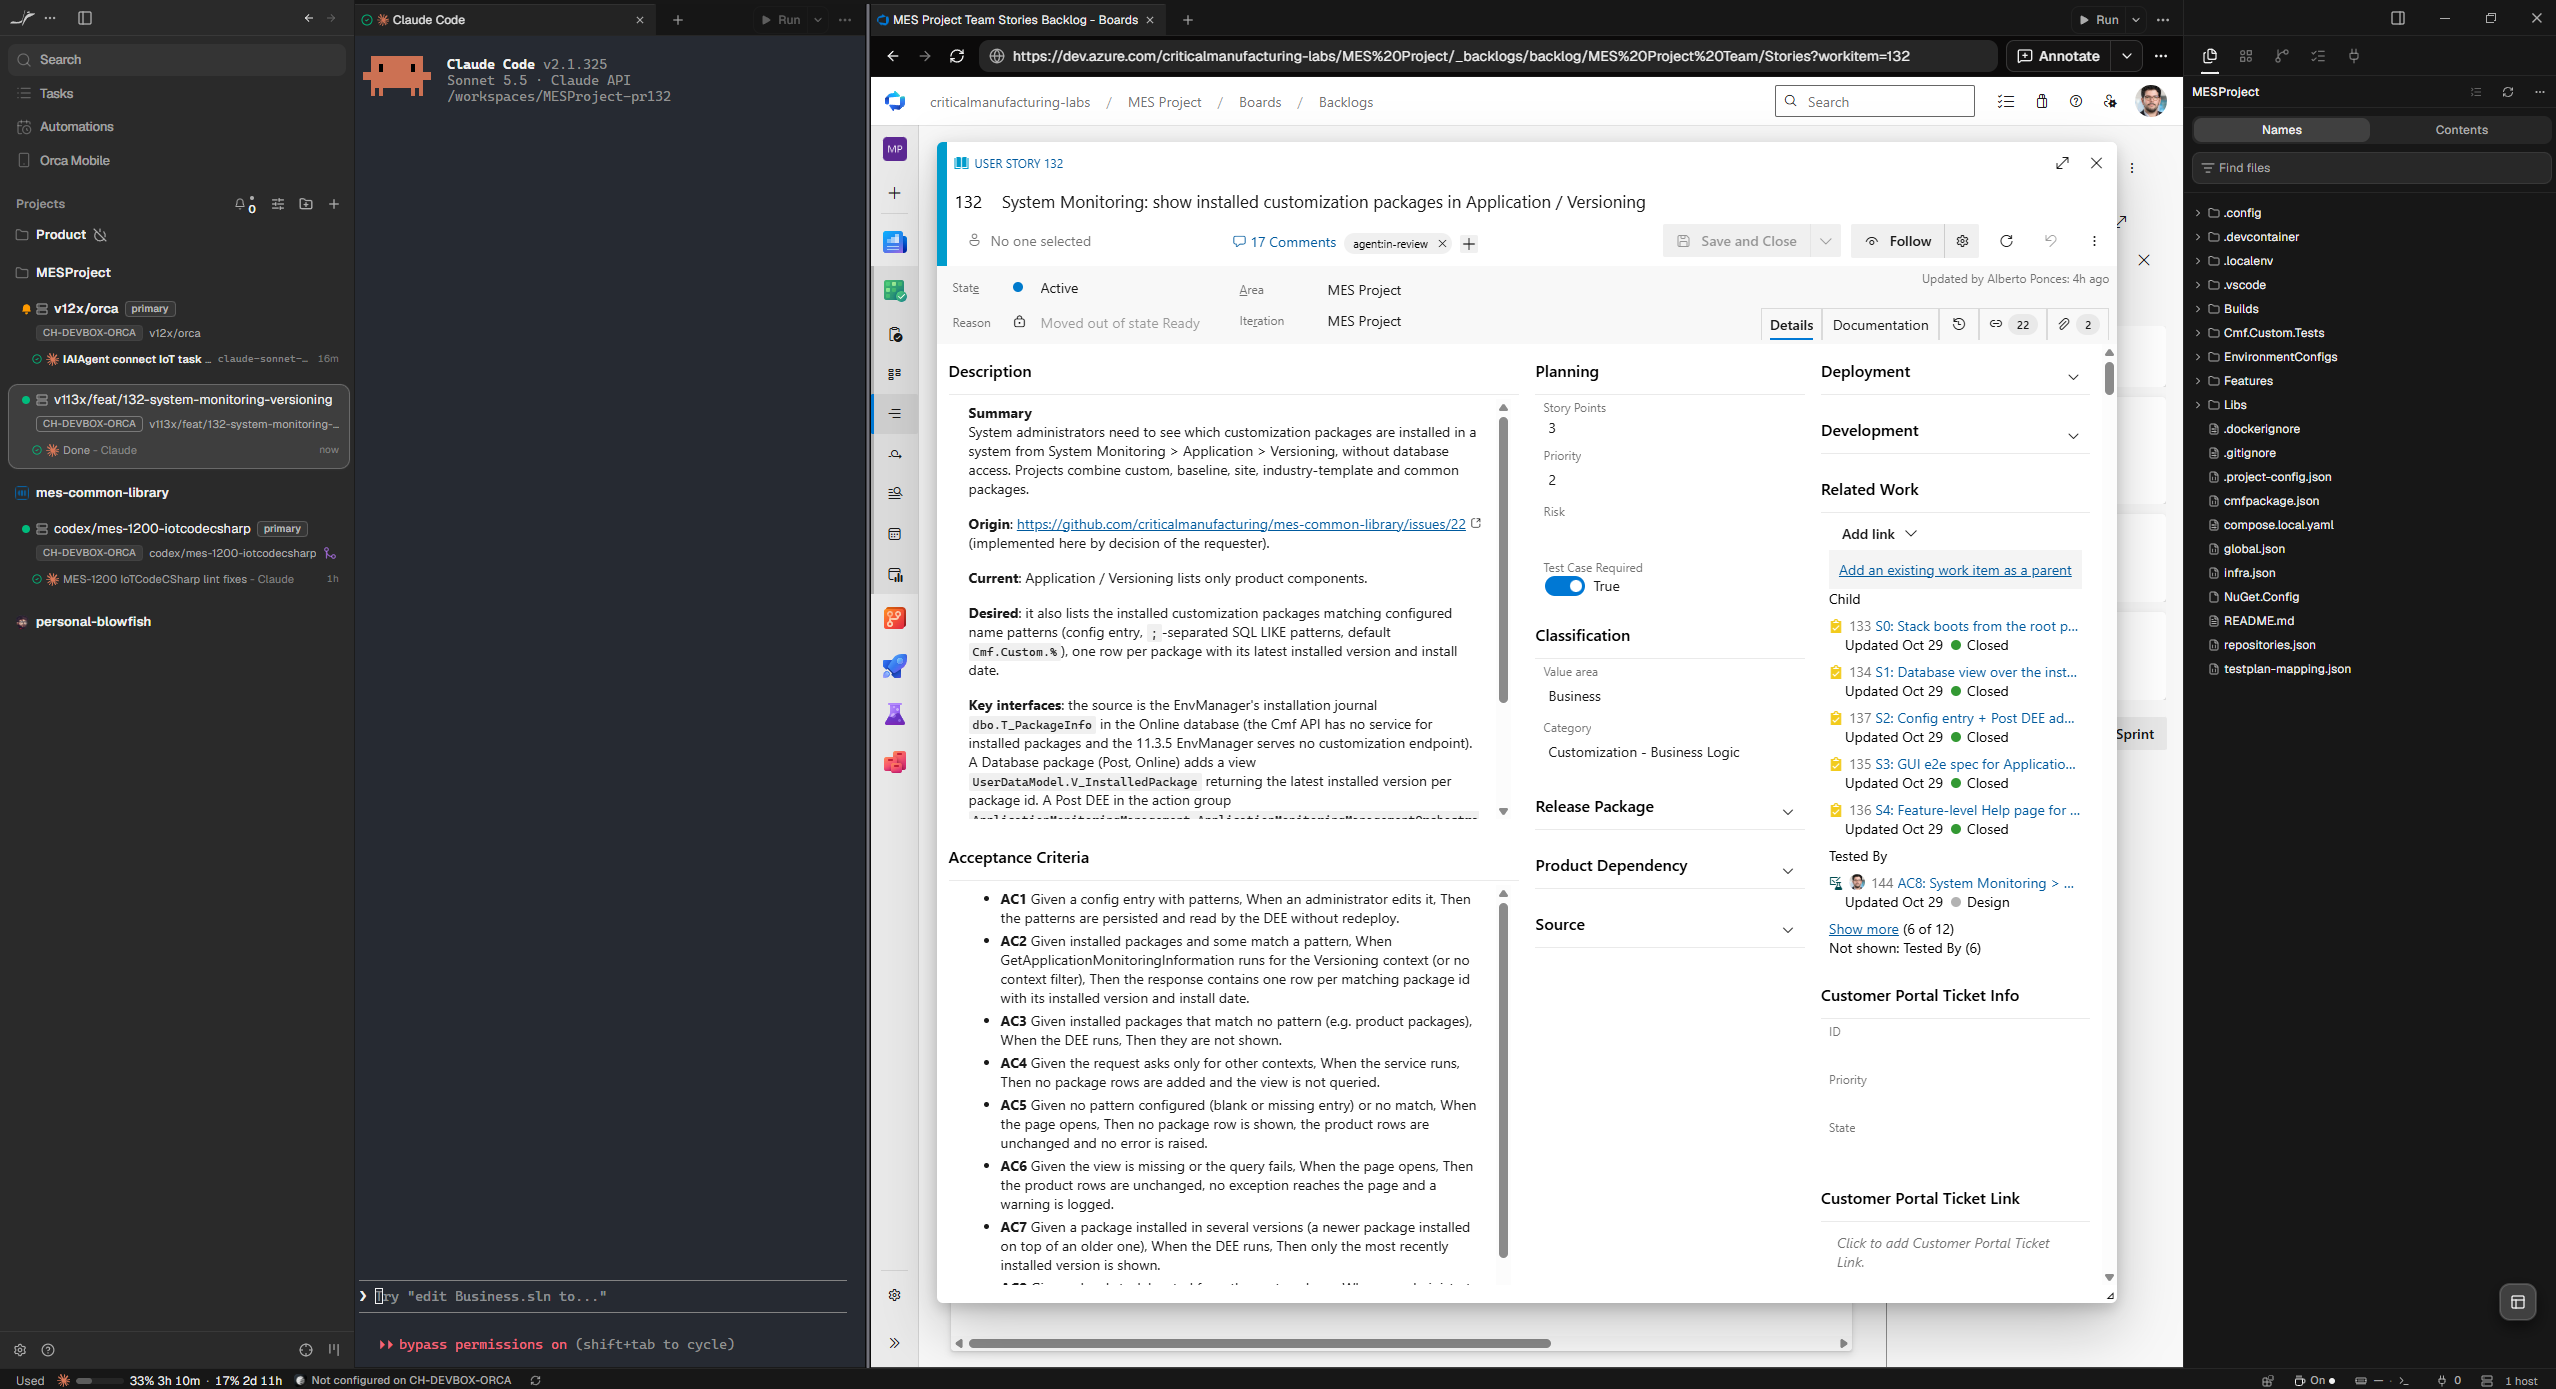 Search
Tasks
Automations
Orca Mobile
Projects
0
Product
MESProject
v12x/orca primary
CH-DEVBOX-ORCA v12x/orca
IAIAgent connect IoT task … claude-sonnet-… 16m
v113x/feat/132-system-monitoring-versioning
CH-DEVBOX-ORCA v113x/feat/132-system-monitoring-…
Done - Claude now
mes-common-library
codex/mes-1200-iotcodecsharp primary
CH-DEVBOX-ORCA codex/mes-1200-iotcodecsharp
MES-1200 IoTCodeCSharp lint fixes - Claude 1h
personal-blowfish
Used 33% 3h 10m · 17% 2d 11h Not configured on CH-DEVBOX-ORCA
Claude Code
Run
Claude Code v2.1.325
Sonnet 5.5 · Claude API
/workspaces/MESProject-pr132
❯ Try "edit Business.sln to..."
bypass permissions on (shift+tab to cycle)
MES Project Team Stories Backlog - Boards
Run
https://dev.azure.com/criticalmanufacturing-labs/MES%20Project/_backlogs/backlog/MES%20Project%20Team/Stories?workitem=132
Annotate
criticalmanufacturing-labs / MES Project / Boards / Backlogs
Search
MP
USER STORY 132
132 System Monitoring: show installed customization packages in Application / Versioning
No one selected
17 Comments
agent:in-review
Save and Close
Follow
State Active
Area MES Project
Updated by Alberto Ponces: 4h ago
Reason Moved out of state Ready
Iteration MES Project
Details
Documentation
22
2
Description
Summary
System administrators need to see which customization packages are installed in a
system from System Monitoring > Application > Versioning, without database
access. Projects combine custom, baseline, site, industry-template and common
packages.
Origin: https://github.com/criticalmanufacturing/mes-common-library/issues/22
(implemented here by decision of the requester).
Current: Application / Versioning lists only product components.
Desired: it also lists the installed customization packages matching configured
name patterns (config entry, ; -separated SQL LIKE patterns, default
Cmf.Custom.% ), one row per package with its latest installed version and install
date.
Key interfaces: the source is the EnvManager's installation journal
dbo.T_PackageInfo in the Online database (the Cmf API has no service for
installed packages and the 11.3.5 EnvManager serves no customization endpoint).
A Database package (Post, Online) adds a view
UserDataModel.V_InstalledPackage returning the latest installed version per
package id. A Post DEE in the action group
Acceptance Criteria
AC1 Given a config entry with patterns, When an administrator edits it, Then
the patterns are persisted and read by the DEE without redeploy.
AC2 Given installed packages and some match a pattern, When
GetApplicationMonitoringInformation runs for the Versioning context (or no
context filter), Then the response contains one row per matching package id
with its installed version and install date.
AC3 Given installed packages that match no pattern (e.g. product packages),
When the DEE runs, Then they are not shown.
AC4 Given the request asks only for other contexts, When the service runs,
Then no package rows are added and the view is not queried.
AC5 Given no pattern configured (blank or missing entry) or no match, When
the page opens, Then no package row is shown, the product rows are
unchanged and no error is raised.
AC6 Given the view is missing or the query fails, When the page opens, Then
the product rows are unchanged, no exception reaches the page and a
warning is logged.
AC7 Given a package installed in several versions (a newer package installed
on top of an older one), When the DEE runs, Then only the most recently
installed version is shown.
Planning
Story Points
3
Priority
2
Risk
Test Case Required
True
Classification
Value area
Business
Category
Customization - Business Logic
Release Package
Product Dependency
Source
Deployment
Development
Related Work
Add link
Add an existing work item as a parent
Child
133 S0: Stack boots from the root p...
Updated Oct 29 Closed
134 S1: Database view over the inst...
Updated Oct 29 Closed
137 S2: Config entry + Post DEE ad...
Updated Oct 29 Closed
135 S3: GUI e2e spec for Applicatio...
Updated Oct 29 Closed
136 S4: Feature-level Help page for ...
Updated Oct 29 Closed
Tested By
144 AC8: System Monitoring > ...
Updated Oct 29 Design
Show more (6 of 12)
Not shown: Tested By (6)
Customer Portal Ticket Info
ID
Priority
State
Customer Portal Ticket Link
Click to add Customer Portal Ticket
Link.
Sprint
MESProject
Names
Contents
Find files
.config
.devcontainer
.localenv
.vscode
Builds
Cmf.Custom.Tests
EnvironmentConfigs
Features
Libs
.dockerignore
.gitignore
.project-config.json
cmfpackage.json
compose.local.yaml
global.json
infra.json
NuGet.Config
README.md
repositories.json
testplan-mapping.json
On
0
1 host